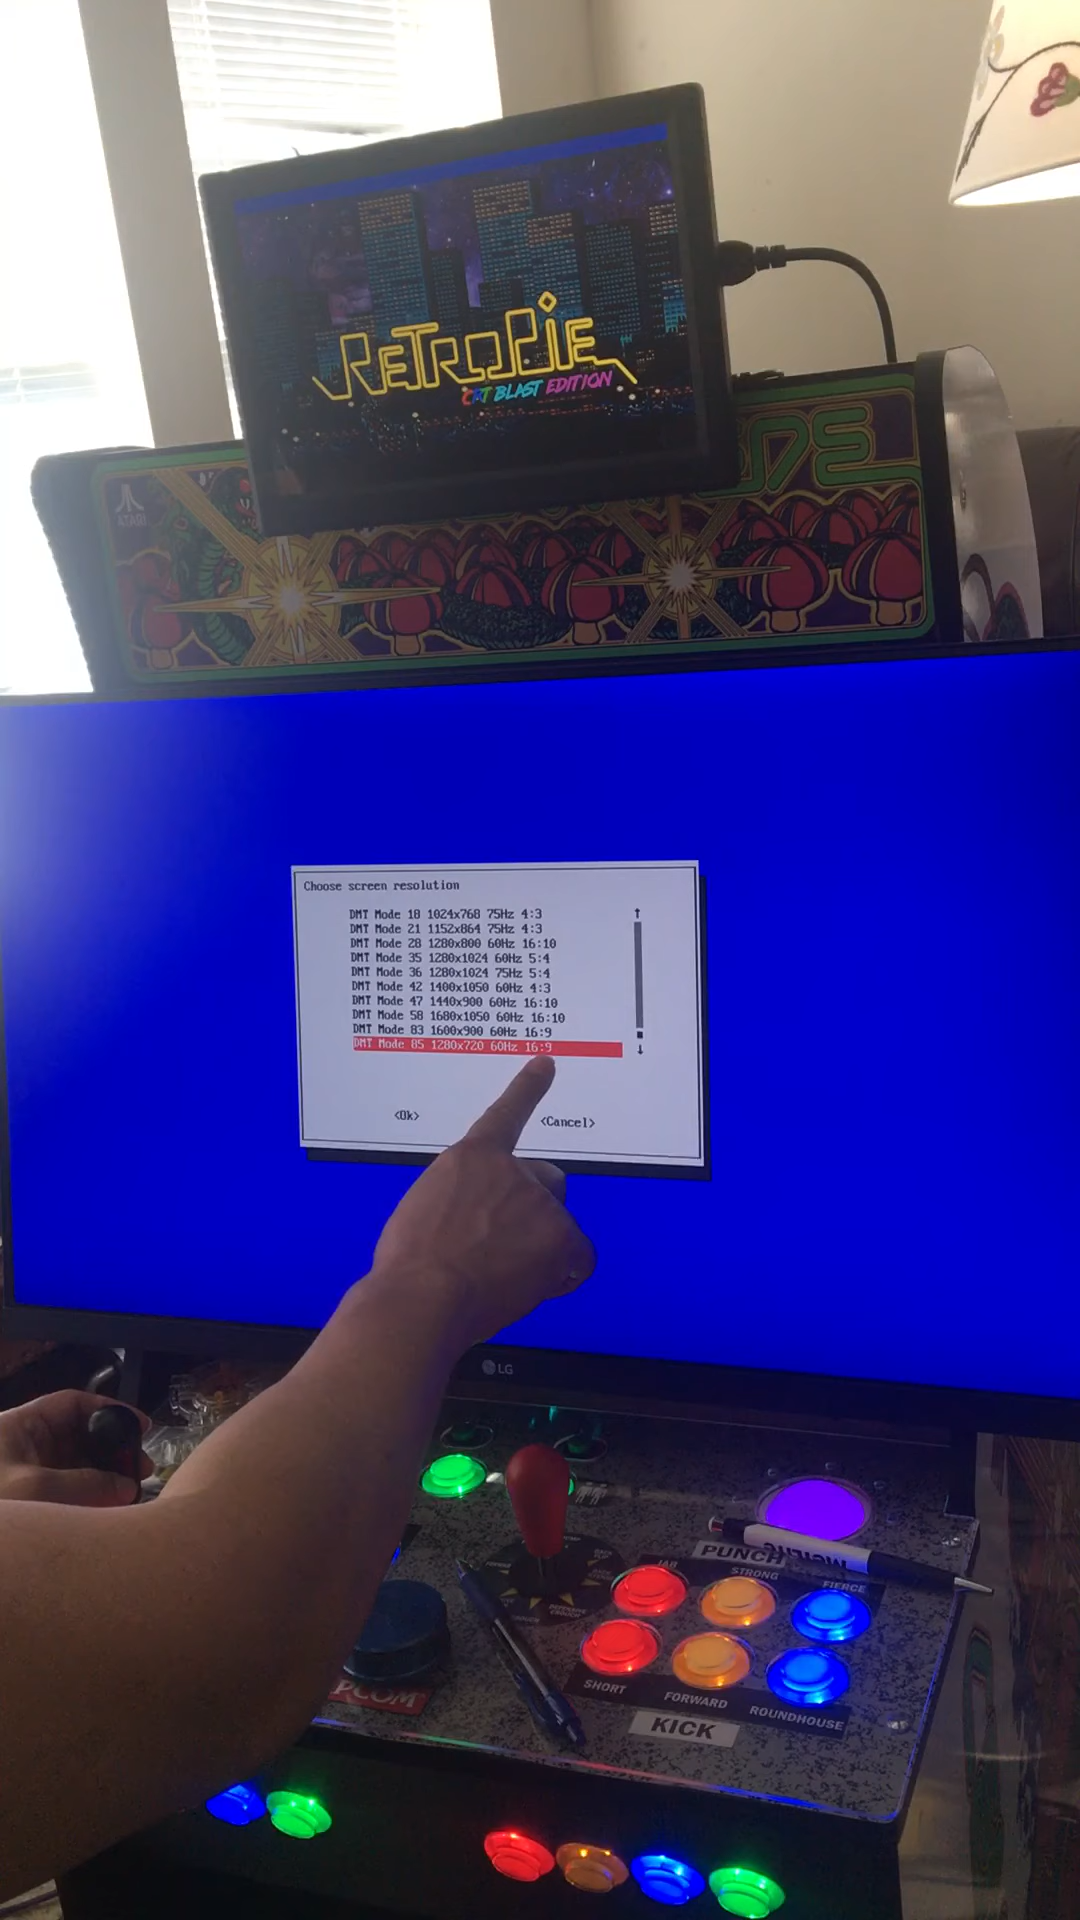 RETROPIE
CRT BLAST EDITION
ATARI
Choose screen resolution
DMT Mode 18 1024x768 75Hz 4:3
DMT Mode 21 1152x864 75Hz 4:3
DMT Mode 28 1280x800 60Hz 16:10
DMT Mode 35 1280x1024 60Hz 5:4
DMT Mode 36 1280x1024 75Hz 5:4
DMT Mode 42 1400x1050 60Hz 4:3
DMT Mode 47 1440x900 60Hz 16:10
DMT Mode 58 1680x1050 60Hz 16:10
DMT Mode 83 1600x900 60Hz 16:9
DMT Mode 85 1280x720 60Hz 16:9
<Ok> <Cancel>
LG
PUNCH
JAB STRONG FIERCE
SHORT FORWARD ROUNDHOUSE
KICK